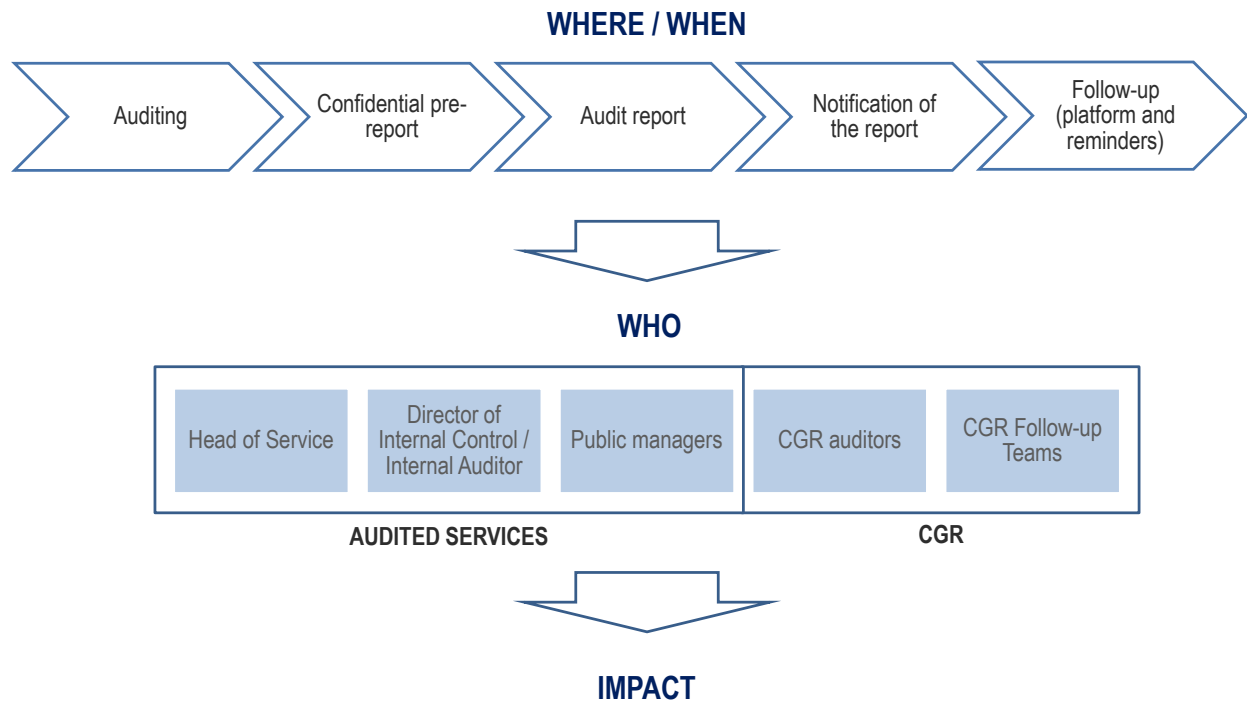 WHERE / WHEN
Auditing
Confidential pre-
report
Audit report
Notification of
the report
Follow-up
(platform and
reminders)
WHO
Head of Service
Director of
Internal Control /
Internal Auditor
Public managers
CGR auditors
CGR Follow-up
Teams
AUDITED SERVICES
CGR
IMPACT